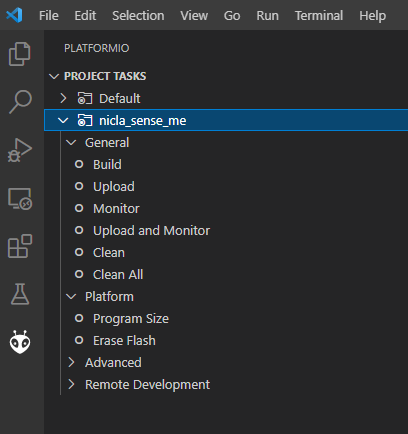 File Edit Selection View Go Run Terminal Help
PLATFORMIO
PROJECT TASKS
Default
nicla_sense_me
General
Build
Upload
Monitor
Upload and Monitor
Clean
Clean All
Platform
Program Size
Erase Flash
Advanced
Remote Development